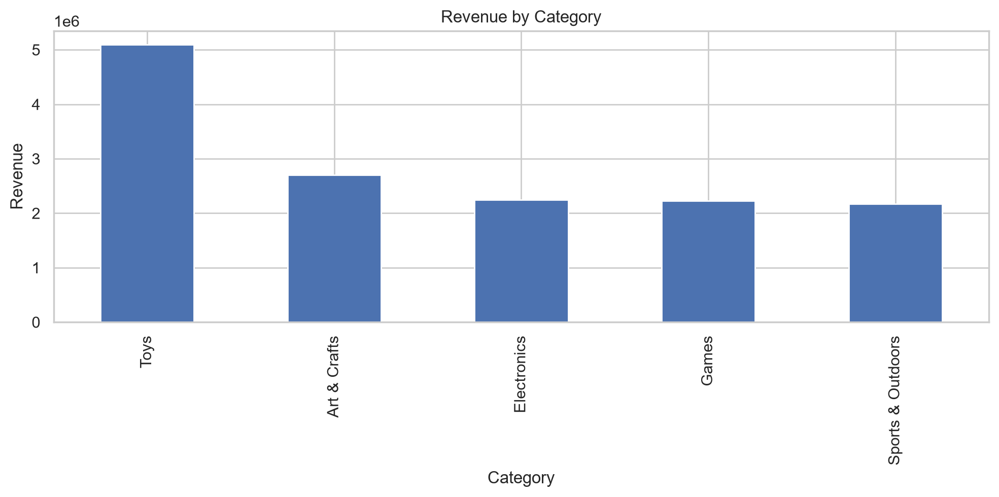 Revenue by Category
1e6
5
4
3
2
1
0
Revenue
Toys
Art & Crafts
Electronics
Games
Sports & Outdoors
Category